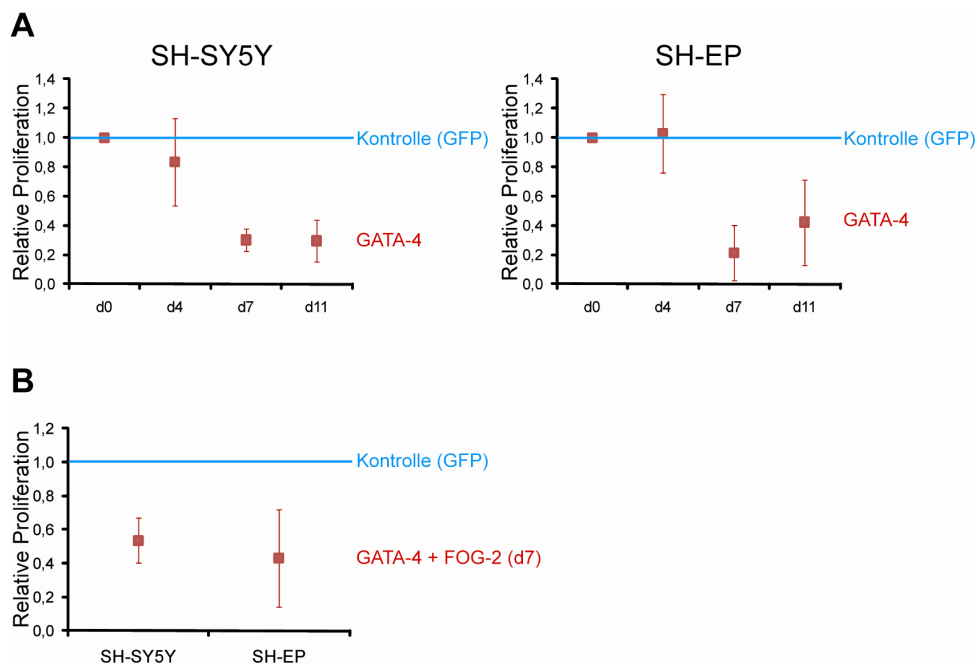 A
SH-SY5Y
Relative Proliferation
1,4
1,2
1,0
0,8
0,6
0,4
0,2
0,0
d0 d4 d7 d11
Kontrolle (GFP)
GATA-4
SH-EP
Relative Proliferation
1,4
1,2
1,0
0,8
0,6
0,4
0,2
0,0
d0 d4 d7 d11
Kontrolle (GFP)
GATA-4
B
Relative Proliferation
1,2
1,0
0,8
0,6
0,4
0,2
0,0
SH-SY5Y SH-EP
Kontrolle (GFP)
GATA-4 + FOG-2 (d7)